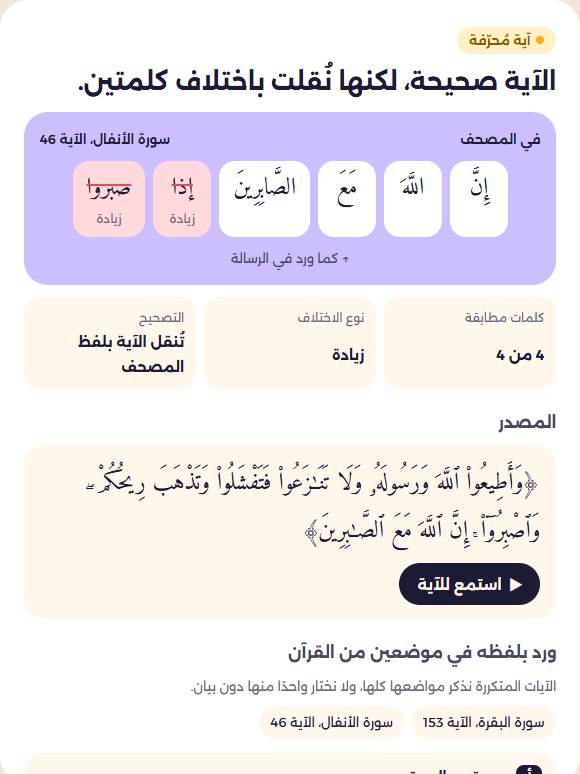 آية مُحرّفة
الآية صحيحة، لكنها نُقلت باختلاف كلمتين.
في المصحف
سورة الأنفال، الآية 46
إِنَّ اللَّهَ مَعَ الصَّابِرِينَ إذا صبروا
زيادة زيادة
↑ كما ورد في الرسالة
كلمات مطابقة
4 من 4
نوع الاختلاف
زيادة
التصحيح
تُنقل الآية بلفظ
المصحف
المصدر
﴿وَأَطِيعُوا۟ ٱللَّهَ وَرَسُولَهُۥ وَلَا تَنَـٰزَعُوا۟ فَتَفْشَلُوا۟ وَتَذْهَبَ رِيحُكُمْ ۖ
وَٱصْبِرُوٓا۟ ۚ إِنَّ ٱللَّهَ مَعَ ٱلصَّـٰبِرِينَ﴾
▶ استمع للآية
ورد بلفظه في موضعين من القرآن
الآيات المتكررة نذكر مواضعها كلها، ولا نختار واحدًا منها دون بيان.
سورة البقرة، الآية 153
سورة الأنفال، الآية 46